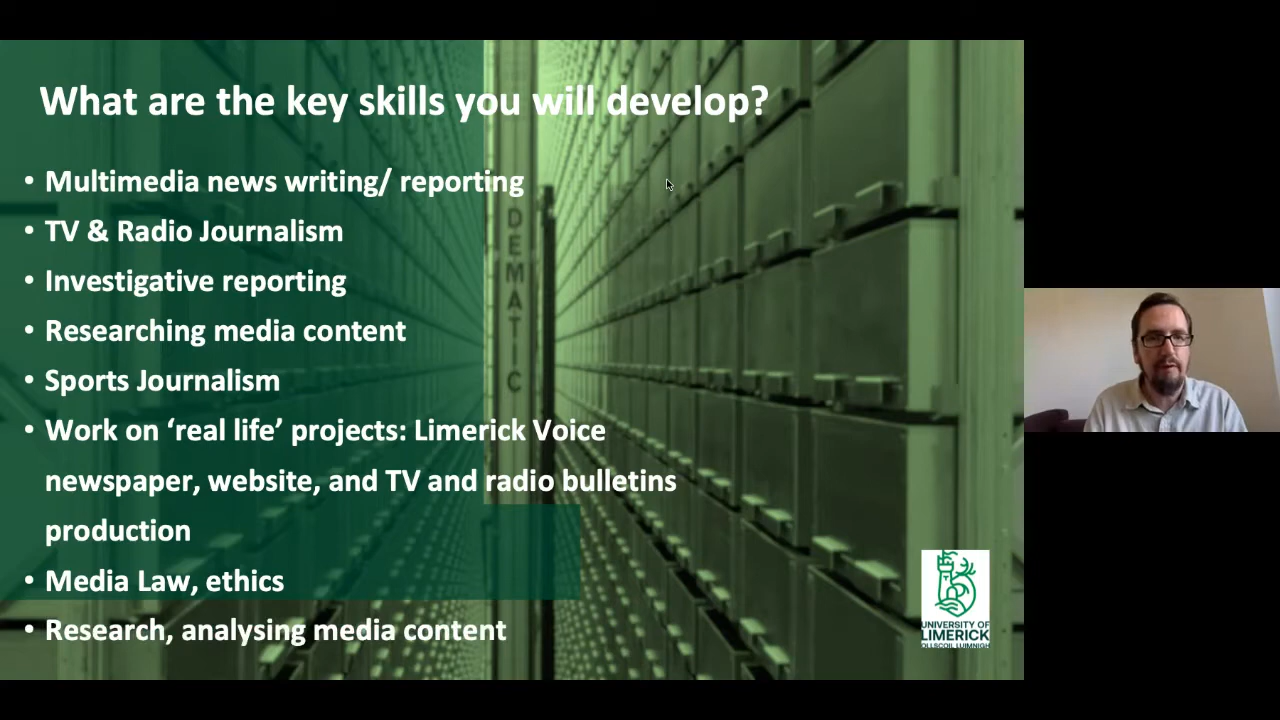 What are the key skills you will develop?
• Multimedia news writing/ reporting
• TV & Radio Journalism
• Investigative reporting
• Researching media content
• Sports Journalism
• Work on ‘real life’ projects: Limerick Voice
newspaper, website, and TV and radio bulletins
production
• Media Law, ethics
• Research, analysing media content
DEMATIC
UNIVERSITY OF
LIMERICK
OLLSCOIL LUIMNIGH